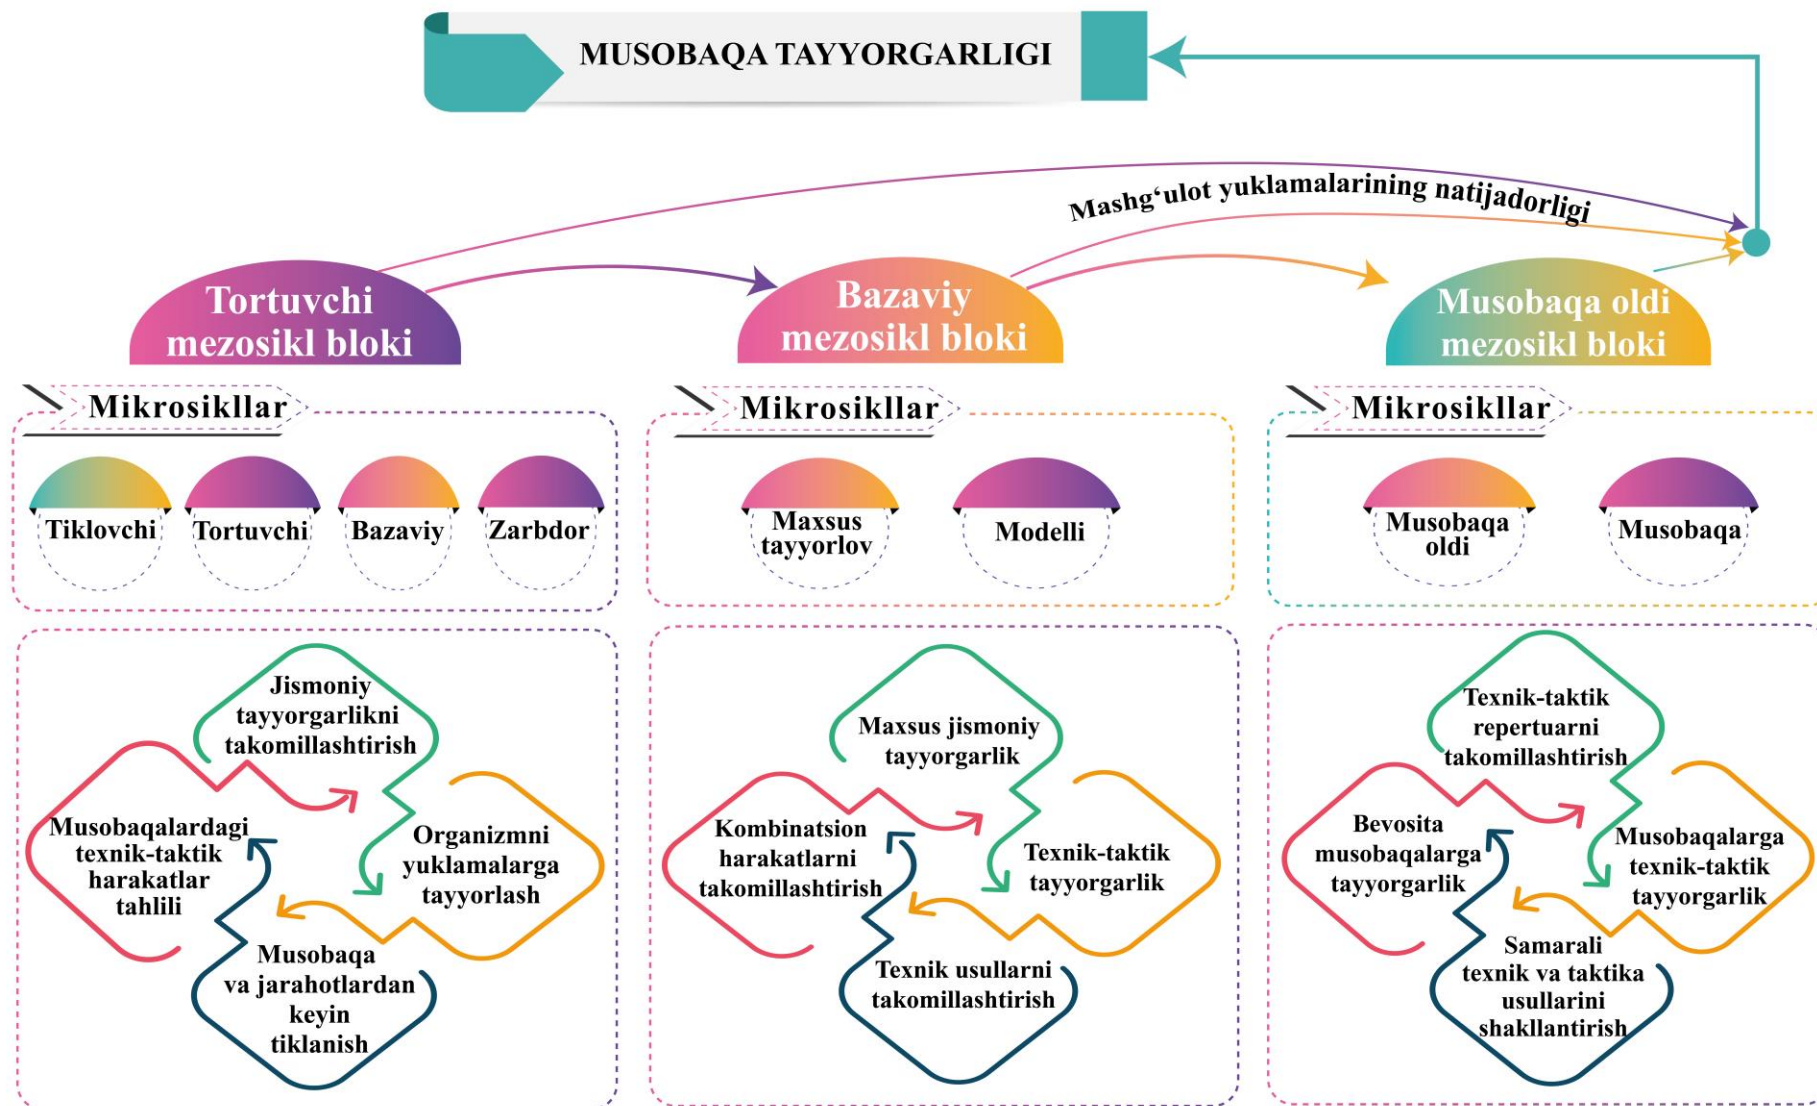 MUSOBAQA TAYYORGARLIGI
Mashg‘ulot yuklamalarining natijadorligi
Tortuvchi
mezosikl bloki
Bazaviy
mezosikl bloki
Musobaqa oldi
mezosikl bloki
Mikrosikllar
Tiklovchi
Tortuvchi
Bazaviy
Zarbdor
Mikrosikllar
Maxsus
tayyorlov
Modelli
Mikrosikllar
Musobaqa
oldi
Musobaqa
Jismoniy
tayyorgarlikni
takomillashtirish
Musobaqalardagi
texnik-taktik
harakatlar
tahlili
Organizmni
yuklamalarga
tayyorlash
Musobaqa
va jarahotlardan
keyin
tiklanish
Maxsus jismoniy
tayyorgarlik
Kombinatsion
harakatlarni
takomillashtirish
Texnik-taktik
tayyorgarlik
Texnik usullarni
takomillashtirish
Texnik-taktik
repertuarni
takomillashtirish
Bevosita
musobaqalarga
tayyorgarlik
Musobaqalarga
texnik-taktik
tayyorgarlik
Samarali
texnik va taktika
usullarini
shakllantirish